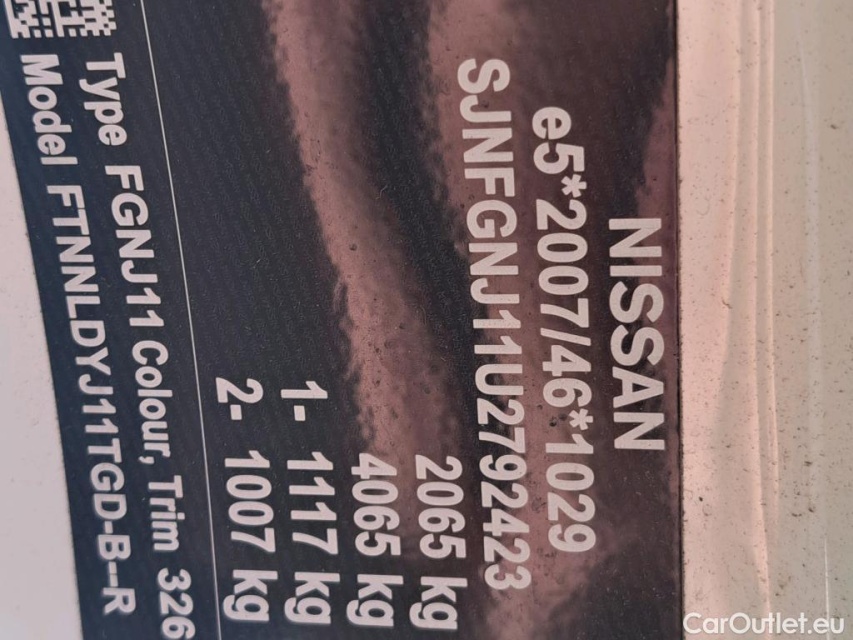 NISSAN
e5*2007/46*1029
SJNFGNJ11U2792423
2065 kg
4065 kg
1- 1117 kg
2- 1007 kg
Type FGNJ11 Colour, Trim 326
Model FTNNLDYJ11TGD-B--R
CarOutlet.eu